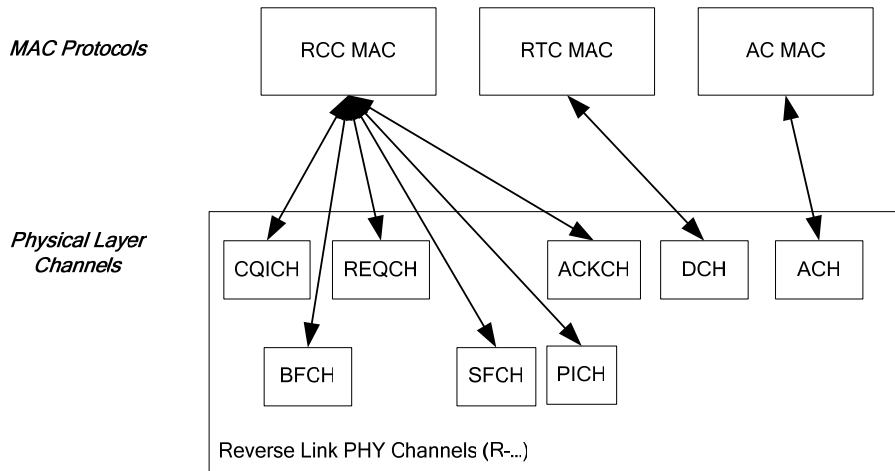 MAC Protocols
RCC MAC
RTC MAC
AC MAC
Physical Layer
Channels
CQICH
REQCH
ACKCH
DCH
ACH
BFCH
SFCH
PICH
Reverse Link PHY Channels (R-...)